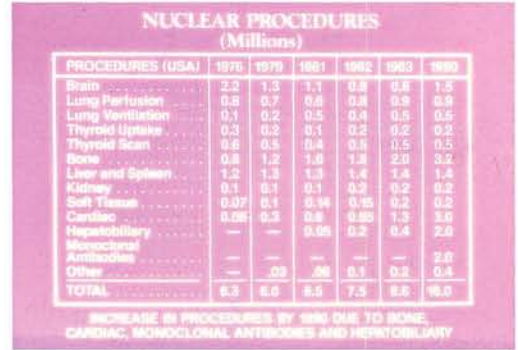 NUCLEAR PROCEDURES
(Millions)
PROCEDURES (USA) 1976 1979 1981 1982 1983 1990
Brain 2.2 1.3 1.1 0.9 0.8 1.5
Lung Perfusion 0.8 0.7 0.8 0.9 0.9
Lung Ventilation 0.1 0.2 0.5 0.4 0.5 0.5
Thyroid Uptake 0.3 0.2 0.1 0.2 0.2 0.2
Thyroid Scan 0.6 0.5 0.4 0.5 0.5 0.5
Bone 0.8 1.2 1.6 1.8 2.0 3.2
Liver and Spleen 1.2 1.3 1.3 1.4 1.4 1.4
Kidney 0.1 0.1 0.1 0.2 0.2 0.2
Soft Tissue 0.07 0.1 0.14 0.15 0.2 0.2
Cardiac 0.3 1.3 3.0
Hepatobiliary — — 0.05 0.2 0.4 2.0
Monoclonal
Antibodies — — — — — 2.0
Other — .03 .06 0.1 0.2 0.4
TOTAL 6.3 6.0 6.5 7.5 8.6 16.0
INCREASE IN PROCEDURES BY 1990 DUE TO BONE,
CARDIAC, MONOCLONAL ANTIBODIES AND HEPATOBILIARY